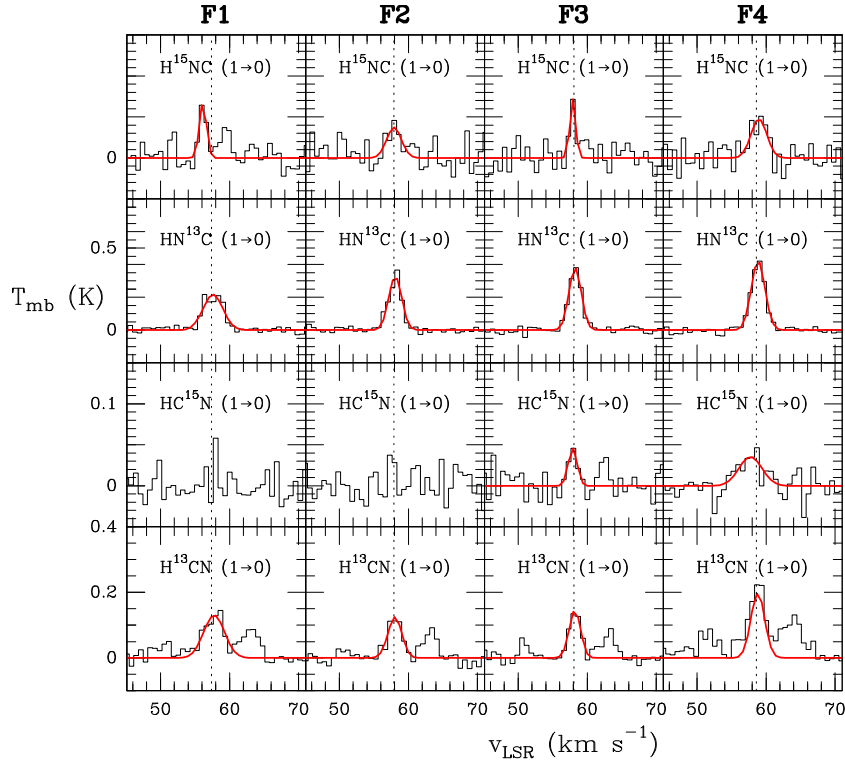 F1 F2 F3 F4
H¹⁵NC (1→0) H¹⁵NC (1→0) H¹⁵NC (1→0) H¹⁵NC (1→0)
0
HN¹³C (1→0) HN¹³C (1→0) HN¹³C (1→0) HN¹³C (1→0)
0.5
T_mb (K)
0
HC¹⁵N (1→0) HC¹⁵N (1→0) HC¹⁵N (1→0) HC¹⁵N (1→0)
0.1
0
0.4
H¹³CN (1→0) H¹³CN (1→0) H¹³CN (1→0) H¹³CN (1→0)
0.2
0
50 60 70 50 60 70 50 60 70 50 60 70
v_LSR (km s⁻¹)